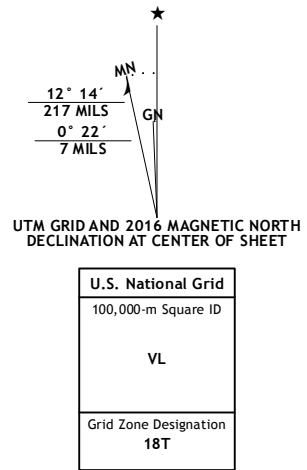 ★
MN
GN
12° 14´
217 MILS
0° 22´
7 MILS
UTM GRID AND 2016 MAGNETIC NORTH
DECLINATION AT CENTER OF SHEET
U.S. National Grid
100,000-m Square ID
VL
Grid Zone Designation
18T